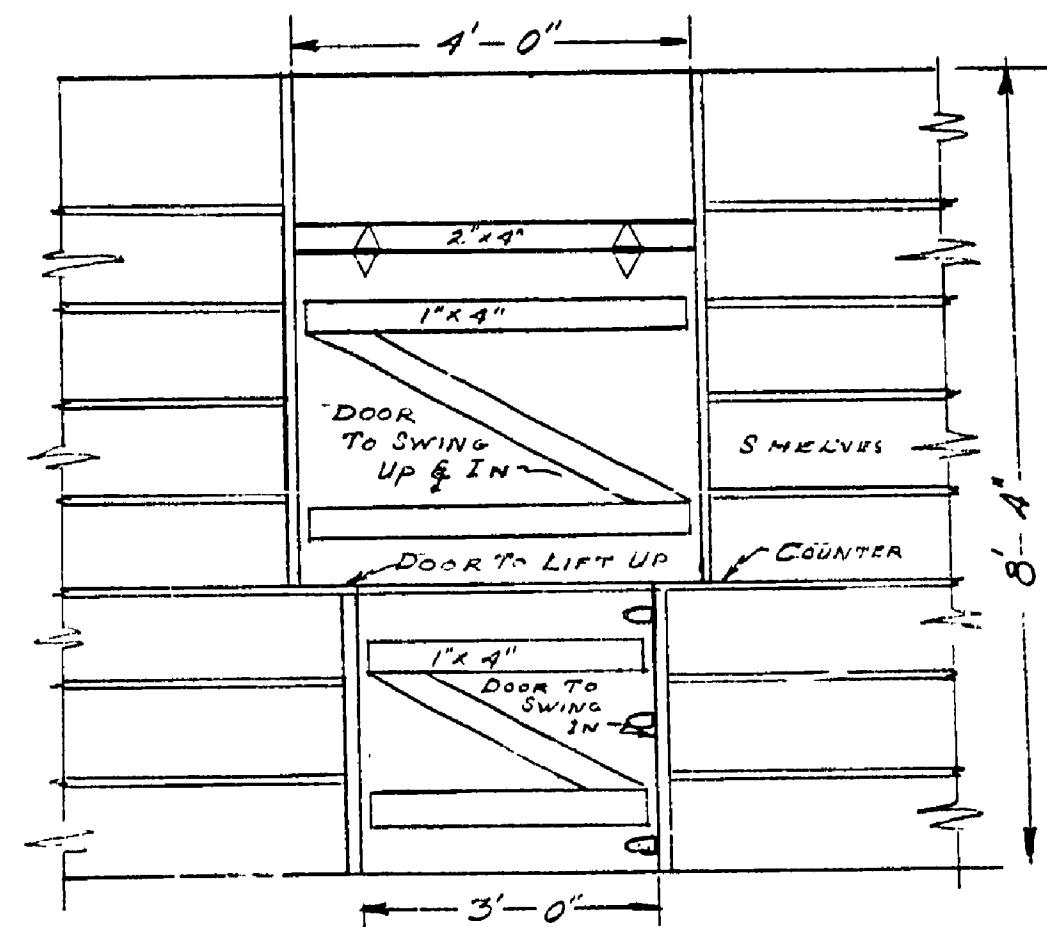 4'-0"
2"x4"
1"x4"
DOOR
TO SWING
UP & IN
SHELVES
8'-4"
DOOR TO LIFT UP
COUNTER
1"x 4"
DOOR TO
SWING
IN
3'-0"